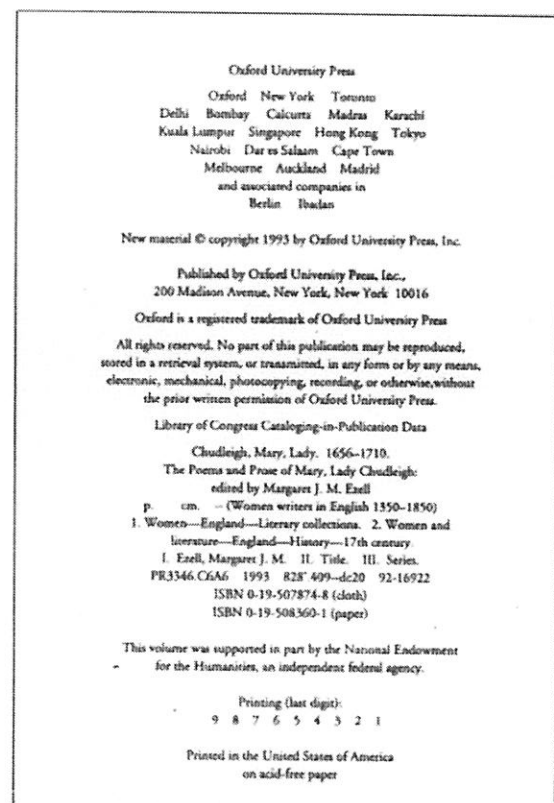 Oxford University Press
Oxford New York Toronto
Delhi Bombay Calcutta Madras Karachi
Kuala Lumpur Singapore Hong Kong Tokyo
Nairobi Dar es Salaam Cape Town
Melbourne Auckland Madrid
and associated companies in
Berlin Ibadan
New material © copyright 1993 by Oxford University Press, Inc.
Published by Oxford University Press, Inc.,
200 Madison Avenue, New York, New York 10016
Oxford is a registered trademark of Oxford University Press
All rights reserved. No part of this publication may be reproduced,
stored in a retrieval system, or transmitted, in any form or by any means,
electronic, mechanical, photocopying, recording, or otherwise,without
the prior written permission of Oxford University Press.
Library of Congress Cataloging-in-Publication Data
Chudleigh, Mary, Lady. 1656–1710.
The Poems and Prose of Mary, Lady Chudleigh:
edited by Margaret J. M. Ezell
p. cm. – (Women writers in English 1350–1850)
1. Women—England—Literary collections. 2. Women and
literature—England—History—17th century.
I. Ezell, Margaret J. M. II. Title. III. Series.
PR3346.C6A6 1993 828'.409--dc20 92-16922
ISBN 0-19-507874-8 (cloth)
ISBN 0-19-508360-1 (paper)
This volume was supported in part by the National Endowment
for the Humanities, an independent federal agency.
Printing (last digit):
9 8 7 6 5 4 3 2 1
Printed in the United States of America
on acid-free paper